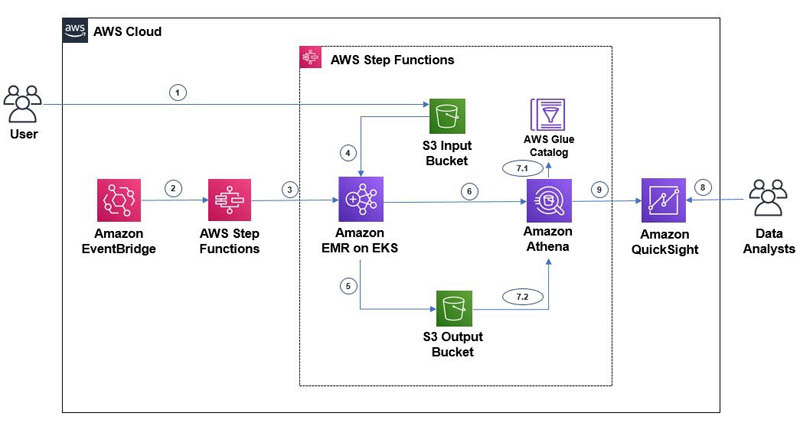 aws
AWS Cloud
AWS Step Functions
1
User
S3 Input
Bucket
AWS Glue
Catalog
4
7.1
2
3
6
9
8
Amazon
EventBridge
AWS Step
Functions
Amazon
EMR on EKS
Amazon
Athena
Amazon
QuickSight
Data
Analysts
5
7.2
S3 Output
Bucket